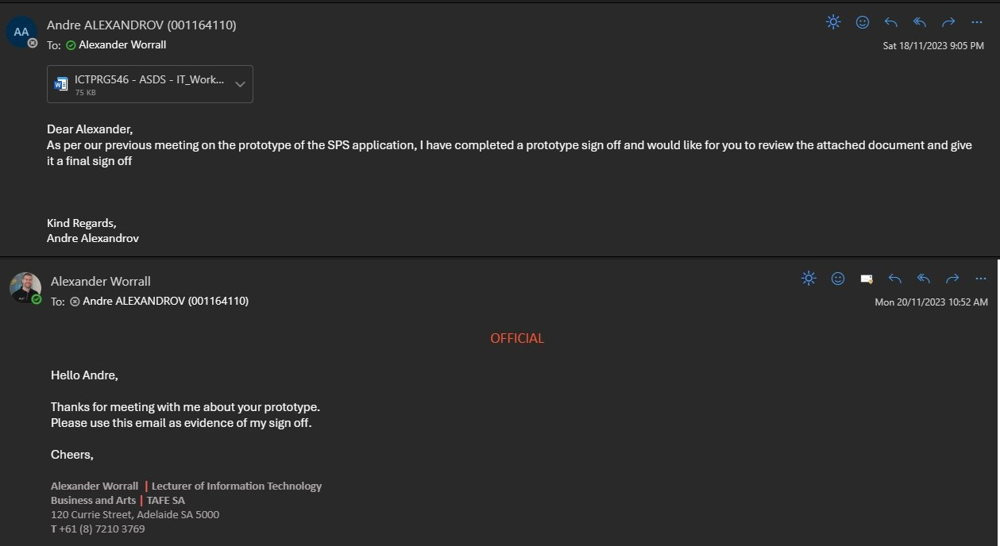 AA
Andre ALEXANDROV (001164110)
To: Alexander Worrall
Sat 18/11/2023 9:05 PM
ICTPRG546 - ASDS - IT_Work...
75 KB
Dear Alexander,
As per our previous meeting on the prototype of the SPS application, I have completed a prototype sign off and would like for you to review the attached document and give
it a final sign off
Kind Regards,
Andre Alexandrov
Alexander Worrall
To: Andre ALEXANDROV (001164110)
Mon 20/11/2023 10:52 AM
OFFICIAL
Hello Andre,
Thanks for meeting with me about your prototype.
Please use this email as evidence of my sign off.
Cheers,
Alexander Worrall | Lecturer of Information Technology
Business and Arts | TAFE SA
120 Currie Street, Adelaide SA 5000
T +61 (8) 7210 3769